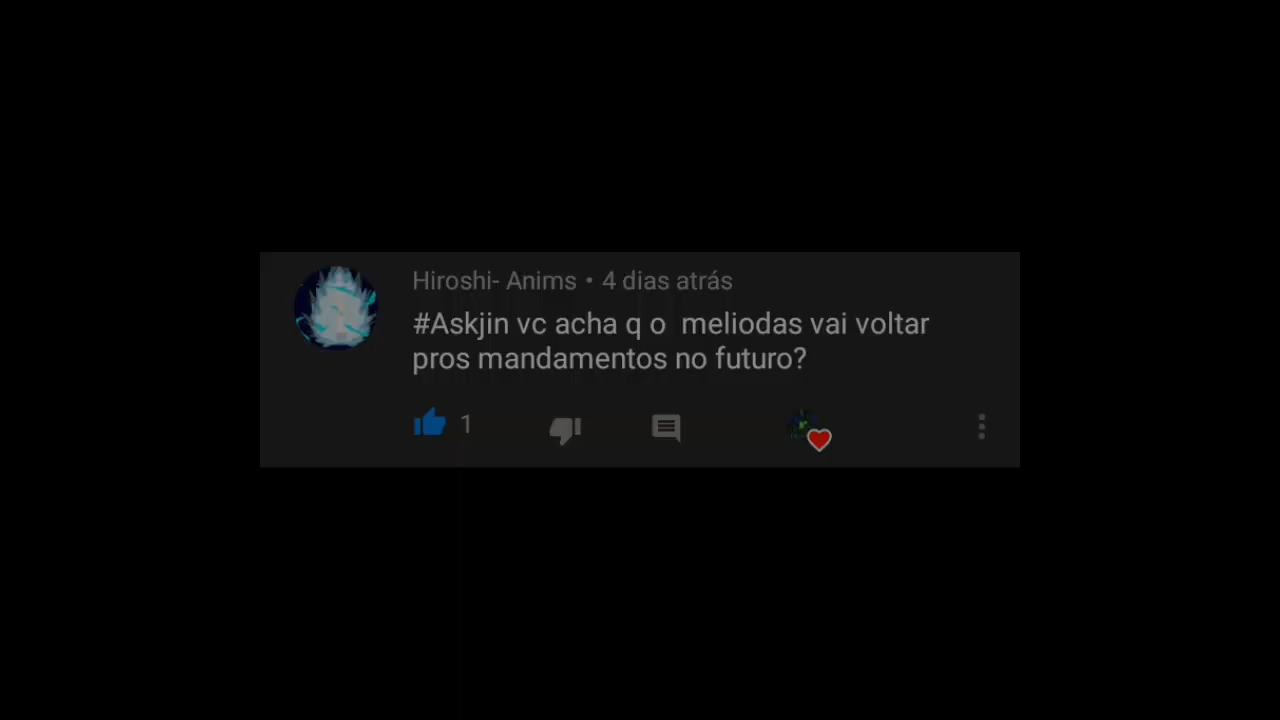 Hiroshi- Anims • 4 dias atrás
#Askjin vc acha q o  meliodas vai voltar
pros mandamentos no futuro?
1